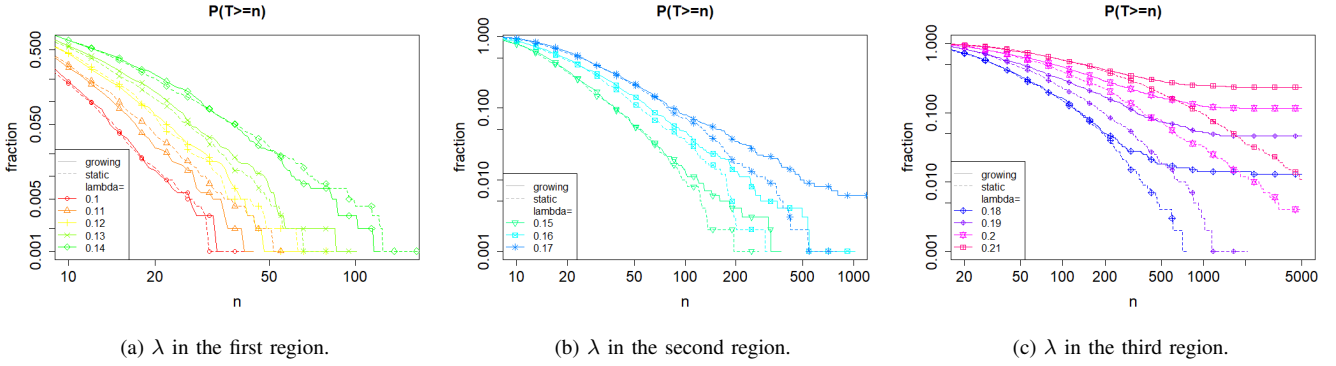 P(T>=n)
fraction
0.500
0.050
0.005
0.001
growing
static
lambda=
0.1
0.11
0.12
0.13
0.14
10 20 50 100
n
(a) λ in the first region.
P(T>=n)
fraction
1.000
0.100
0.010
0.001
growing
static
lambda=
0.15
0.16
0.17
10 20 50 100 200 500 1000
n
(b) λ in the second region.
P(T>=n)
fraction
1.000
0.100
0.010
0.001
growing
static
lambda=
0.18
0.19
0.2
0.21
20 50 100 200 500 1000 5000
n
(c) λ in the third region.